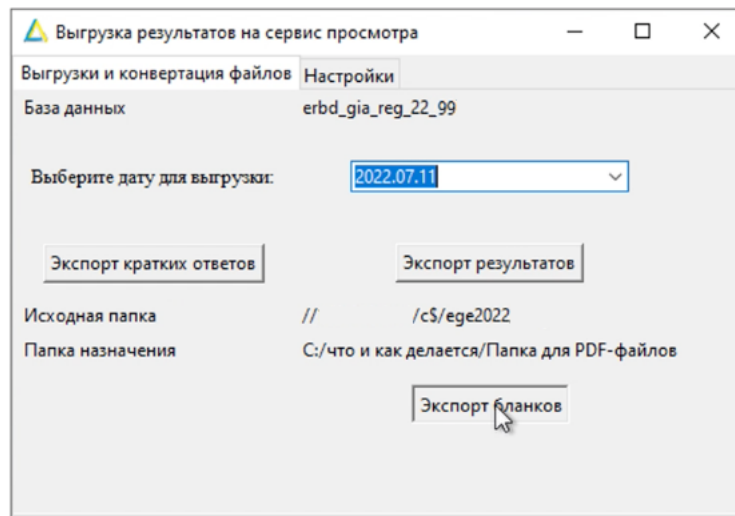 Выгрузка результатов на сервис просмотра
Выгрузки и конвертация файлов Настройки
База данных erbd_gia_reg_22_99
Выберите дату для выгрузки: 2022.07.11
Экспорт кратких ответов Экспорт результатов
Исходная папка // /c$/ege2022
Папка назначения C:/что и как делается/Папка для PDF-файлов
Экспорт бланков